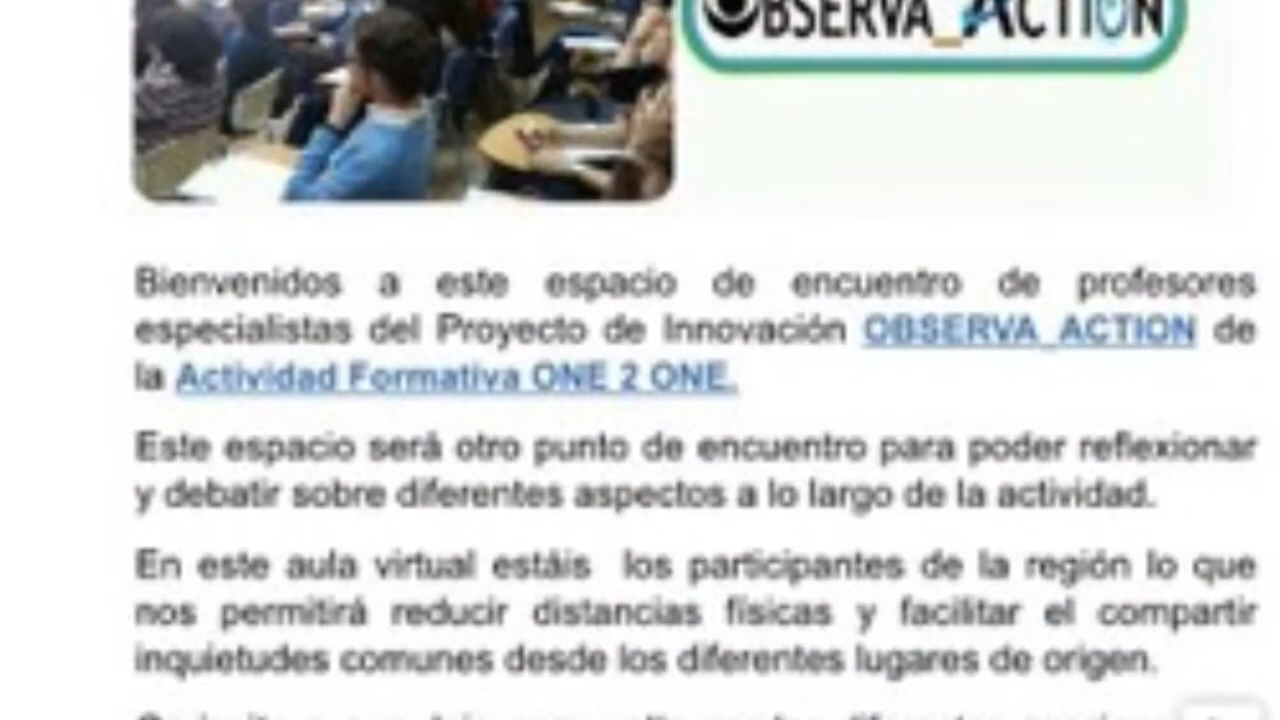 OBSERVA_ACTION
Bienvenidos a este espacio de encuentro de profesores
especialistas del Proyecto de Innovación OBSERVA_ACTION de
la Actividad Formativa ONE 2 ONE.
Este espacio será otro punto de encuentro para poder reflexionar
y debatir sobre diferentes aspectos a lo largo de la actividad.
En este aula virtual estáis los participantes de la región lo que
nos permitirá reducir distancias físicas y facilitar el compartir
inquietudes comunes desde los diferentes lugares de origen.